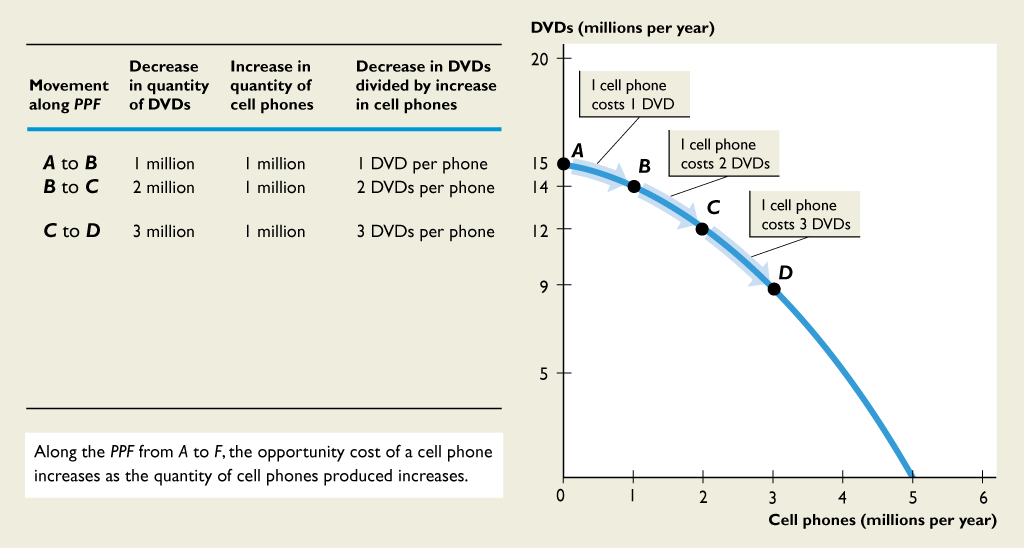 Movement
along PPF
Decrease
in quantity
of DVDs
Increase in
quantity of
cell phones
Decrease in DVDs
divided by increase
in cell phones
A to B 1 million 1 million 1 DVD per phone
B to C 2 million 1 million 2 DVDs per phone
C to D 3 million 1 million 3 DVDs per phone
Along the PPF from A to F, the opportunity cost of a cell phone
increases as the quantity of cell phones produced increases.
DVDs (millions per year)
20
15
14
12
9
5
1 cell phone
costs 1 DVD
1 cell phone
costs 2 DVDs
1 cell phone
costs 3 DVDs
A
B
C
D
0 1 2 3 4 5 6
Cell phones (millions per year)